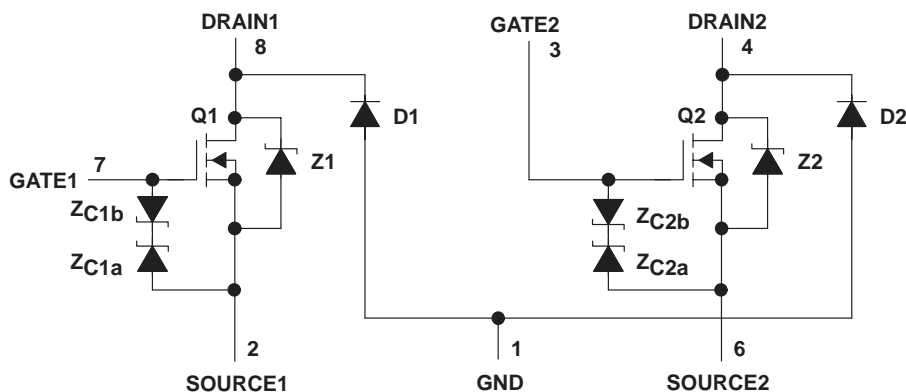 DRAIN1
8
GATE2
3
DRAIN2
4
Q1
D1
Q2
D2
7
Z1
Z2
GATE1
ZC1b
ZC2b
ZC1a
ZC2a
2
1
6
SOURCE1
GND
SOURCE2